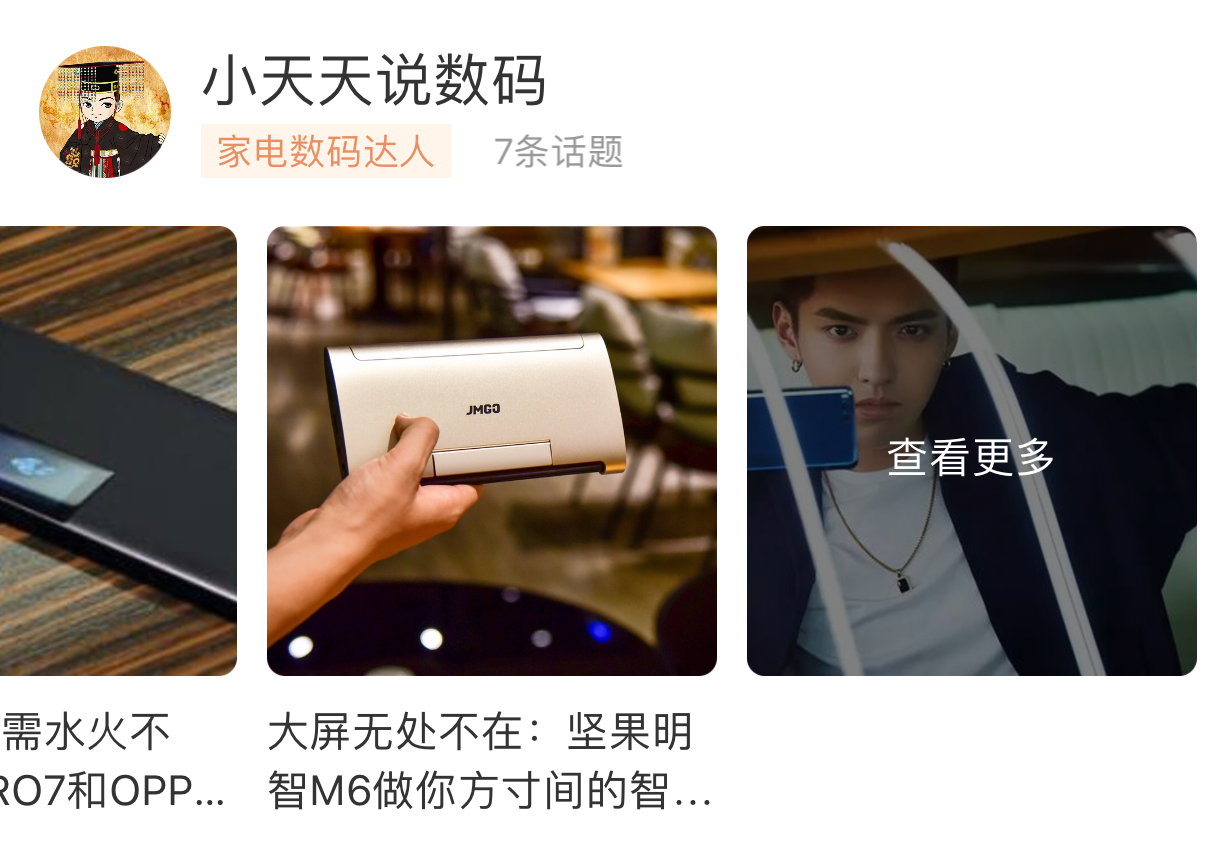 小天天说数码
家电数码达人
7条话题
JMGO
查看更多
需水火不
RO7和OPP...
大屏无处不在：坚果明
智M6做你方寸间的智...